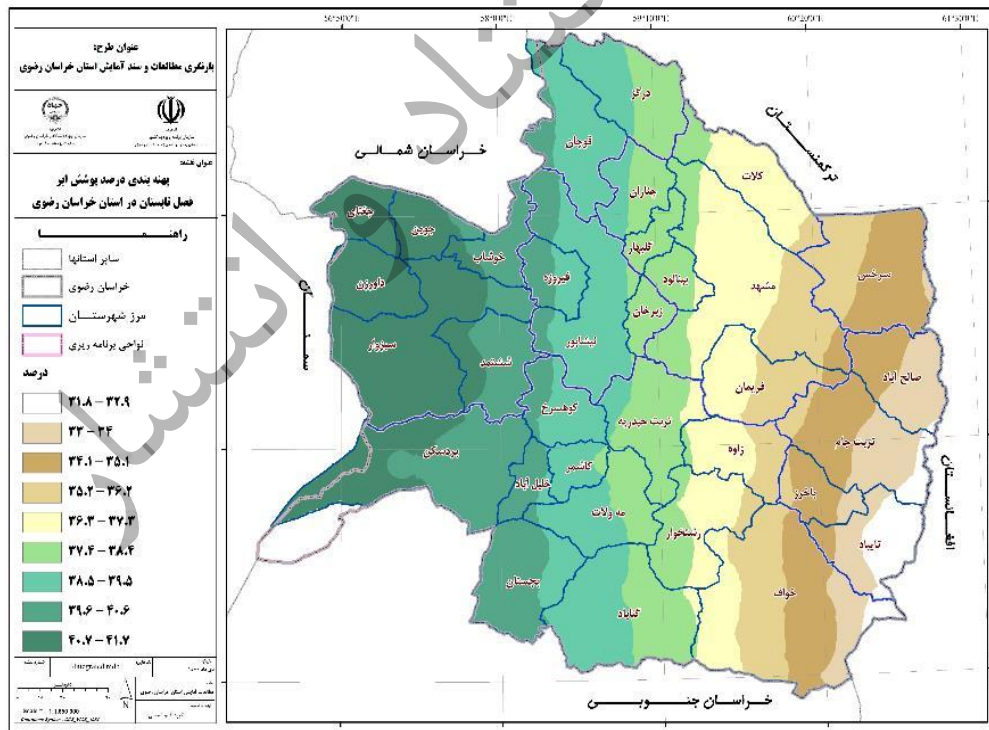 عنوان طرح:
بازنگری مطالعات و سند آمایش استان خراسان رضوی
عنوان نقشه:
پهنه بندی درصد پوشش ابر
فصل تابستان در استان خراسان رضوی
راهنمـــا
سایر استانها
خراسان رضوی
مرز شهرستان
نواحی برنامه ریزی
درصد
۳۱.۸ – ۳۲.۹
۳۳ – ۳۴
۳۴.۱ – ۳۵.۱
۳۵.۲ – ۳۶.۲
۳۶.۳ – ۳۷.۳
۳۷.۴ – ۳۸.۴
۳۸.۵ – ۳۹.۵
۳۹.۶ – ۴۰.۶
۴۰.۷ – ۴۱.۷
N
خراسان شمالی
ترکمنستان
سمنان
افغانستان
خراسان جنوبی
درگز
قوچان
کلات
چناران
جغتای
جوین
خوشاب
گلبهار
بینالود
فیروزه
داورزن
مشهد
سرخس
زبرخان
نیشابور
سبزوار
ششتمد
فریمان
صالح آباد
کوهسرخ
تربت حیدریه
تربت جام
بردسکن
کاشمر
زاوه
خلیل آباد
باخرز
مه ولات
رشتخوار
تایباد
بجستان
خواف
گناباد